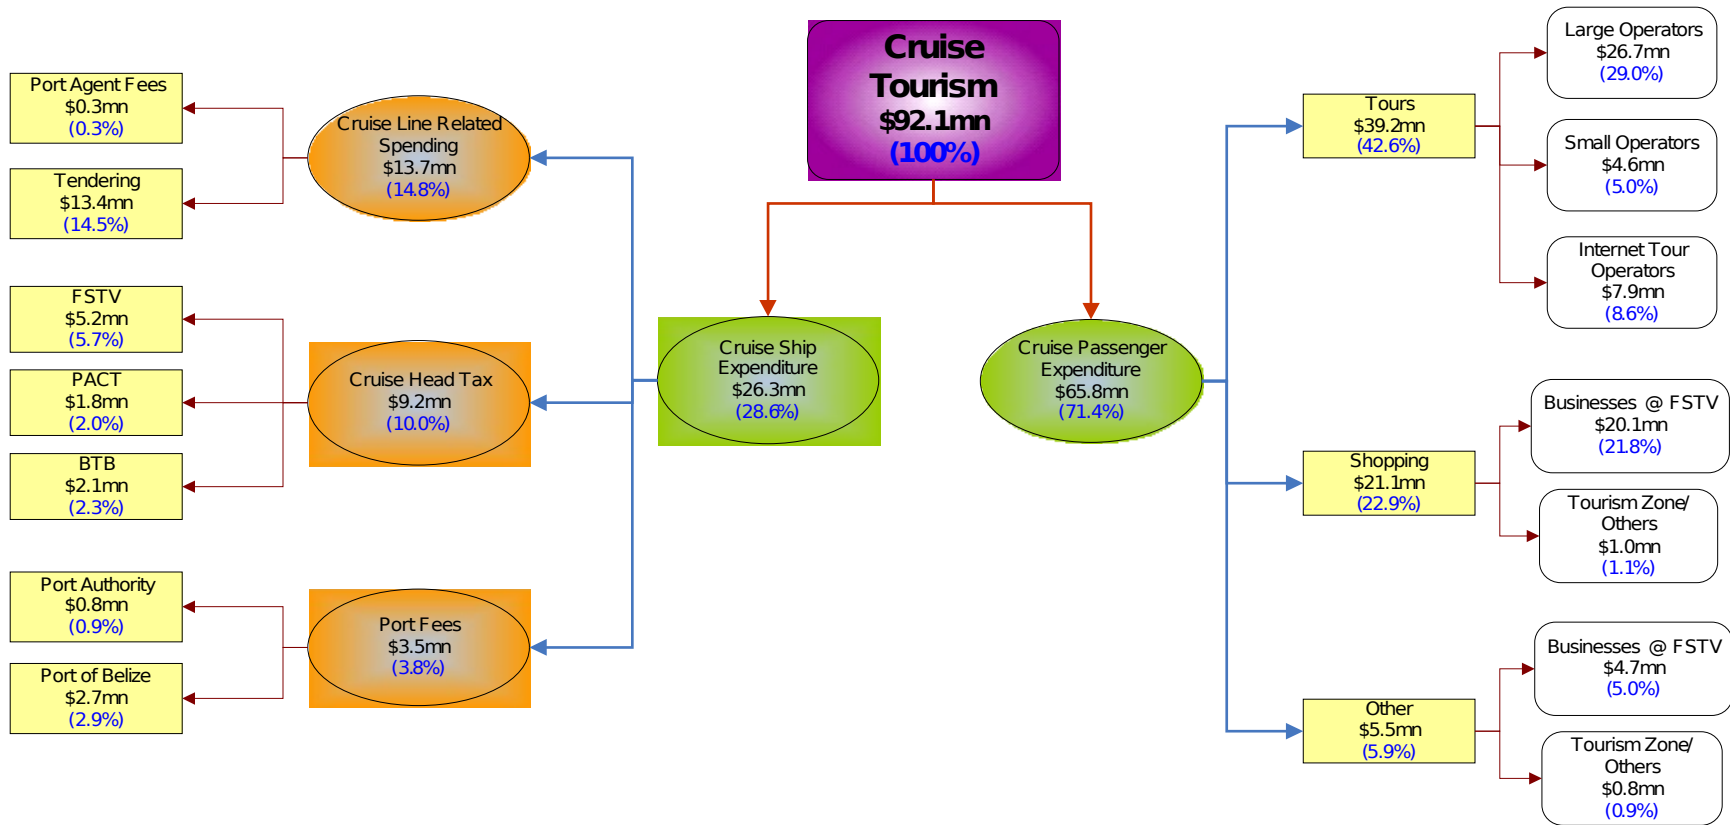 Cruise
Tourism
$92.1mn
(100%)
Port Agent Fees
$0.3mn
(0.3%)
Tendering
$13.4mn
(14.5%)
Cruise Line Related
Spending
$13.7mn
(14.8%)
FSTV
$5.2mn
(5.7%)
PACT
$1.8mn
(2.0%)
BTB
$2.1mn
(2.3%)
Cruise Head Tax
$9.2mn
(10.0%)
Port Authority
$0.8mn
(0.9%)
Port of Belize
$2.7mn
(2.9%)
Port Fees
$3.5mn
(3.8%)
Cruise Ship
Expenditure
$26.3mn
(28.6%)
Cruise Passenger
Expenditure
$65.8mn
(71.4%)
Tours
$39.2mn
(42.6%)
Large Operators
$26.7mn
(29.0%)
Small Operators
$4.6mn
(5.0%)
Internet Tour
Operators
$7.9mn
(8.6%)
Shopping
$21.1mn
(22.9%)
Businesses @ FSTV
$20.1mn
(21.8%)
Tourism Zone/
Others
$1.0mn
(1.1%)
Other
$5.5mn
(5.9%)
Businesses @ FSTV
$4.7mn
(5.0%)
Tourism Zone/
Others
$0.8mn
(0.9%)